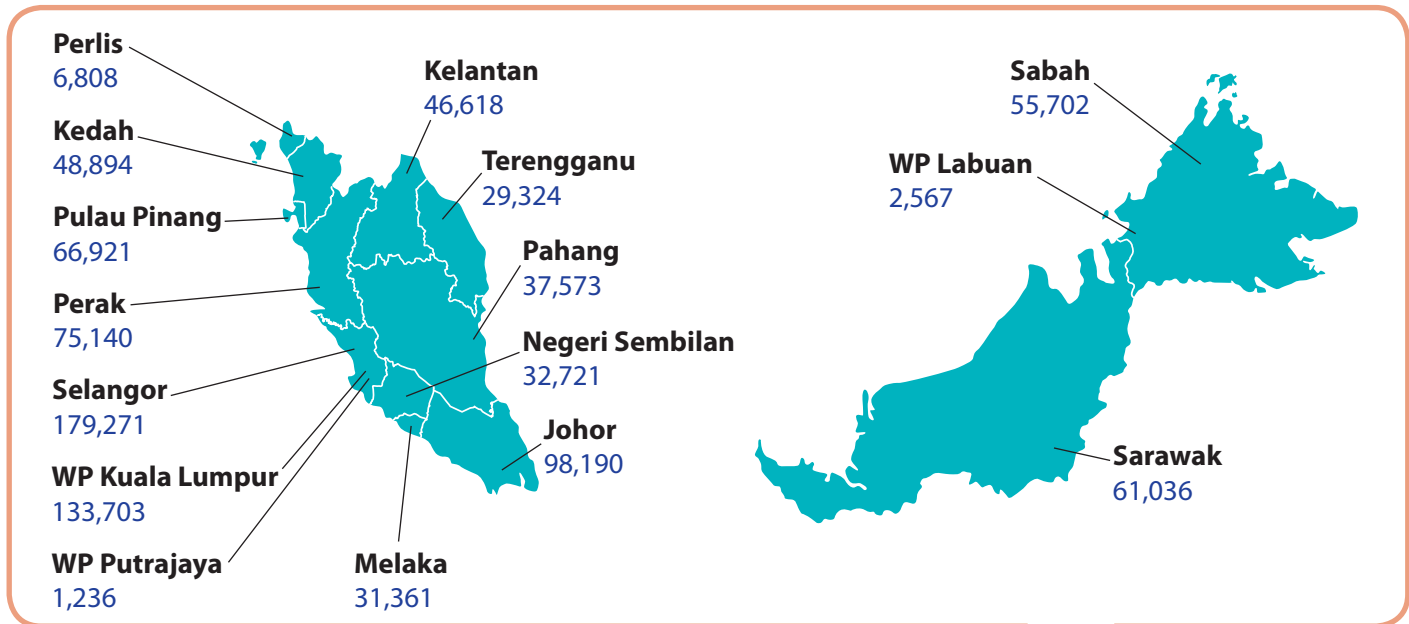 Perlis
6,808
Kedah
48,894
Pulau Pinang
66,921
Perak
75,140
Selangor
179,271
WP Kuala Lumpur
133,703
WP Putrajaya
1,236
Kelantan
46,618
Terengganu
29,324
Pahang
37,573
Negeri Sembilan
32,721
Johor
98,190
Melaka
31,361
Sabah
55,702
WP Labuan
2,567
Sarawak
61,036